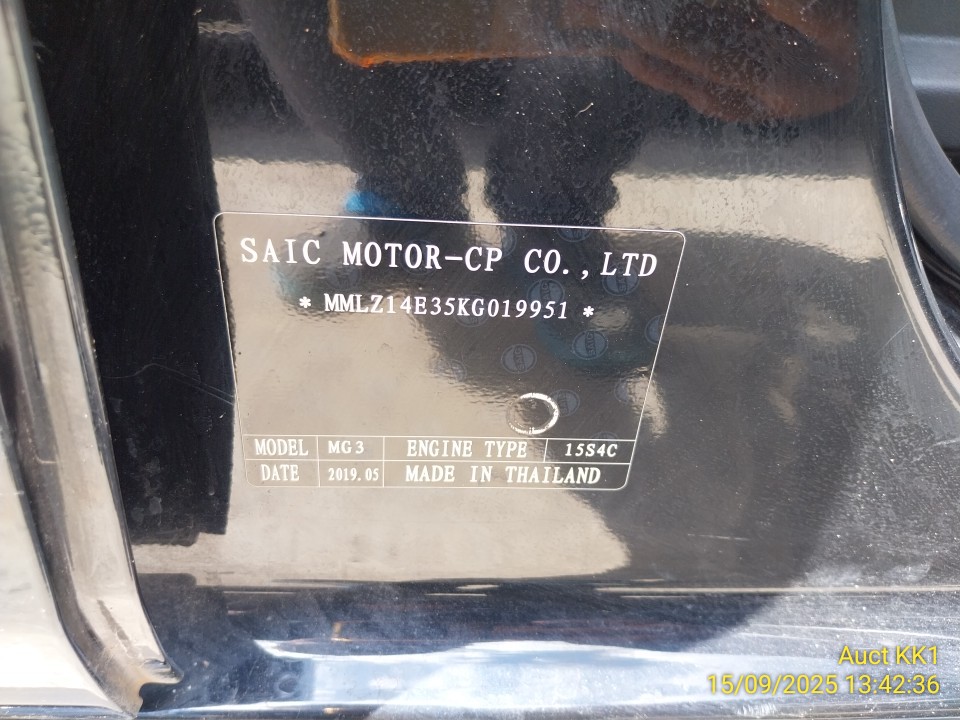 SAIC MOTOR-CP CO.,LTD
* MMLZ14E35KG019951 *
MODEL MG3 ENGINE TYPE 15S4C
DATE 2019.05 MADE IN THAILAND
Auct KK1
15/09/2025 13:42:36